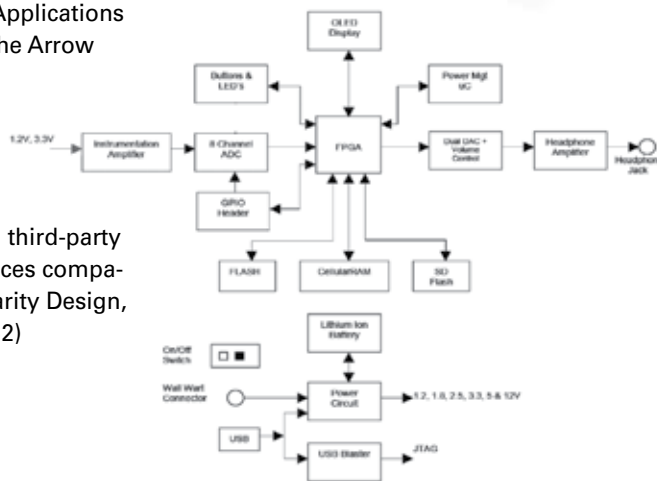 Applications
he Arrow
third-party
ces compa-
arity Design,
2)
OLED
Display
Buttons &
LED's
Power Mgt
uC
1.2V, 3.3V
Instrumentation
Amplifier
8 Channel
ADC
FPGA
Dual DAC +
Volume
Control
Headphone
Amplifier
Headphone
Jack
GPIO
Header
FLASH
CellularRAM
SD
Flash
Lithium Ion
Battery
On/Off
Switch
Wall Wart
Connector
Power
Circuit
1.2, 1.8, 2.5, 3.3, 5 & 12V
USB
USB Blaster
JTAG